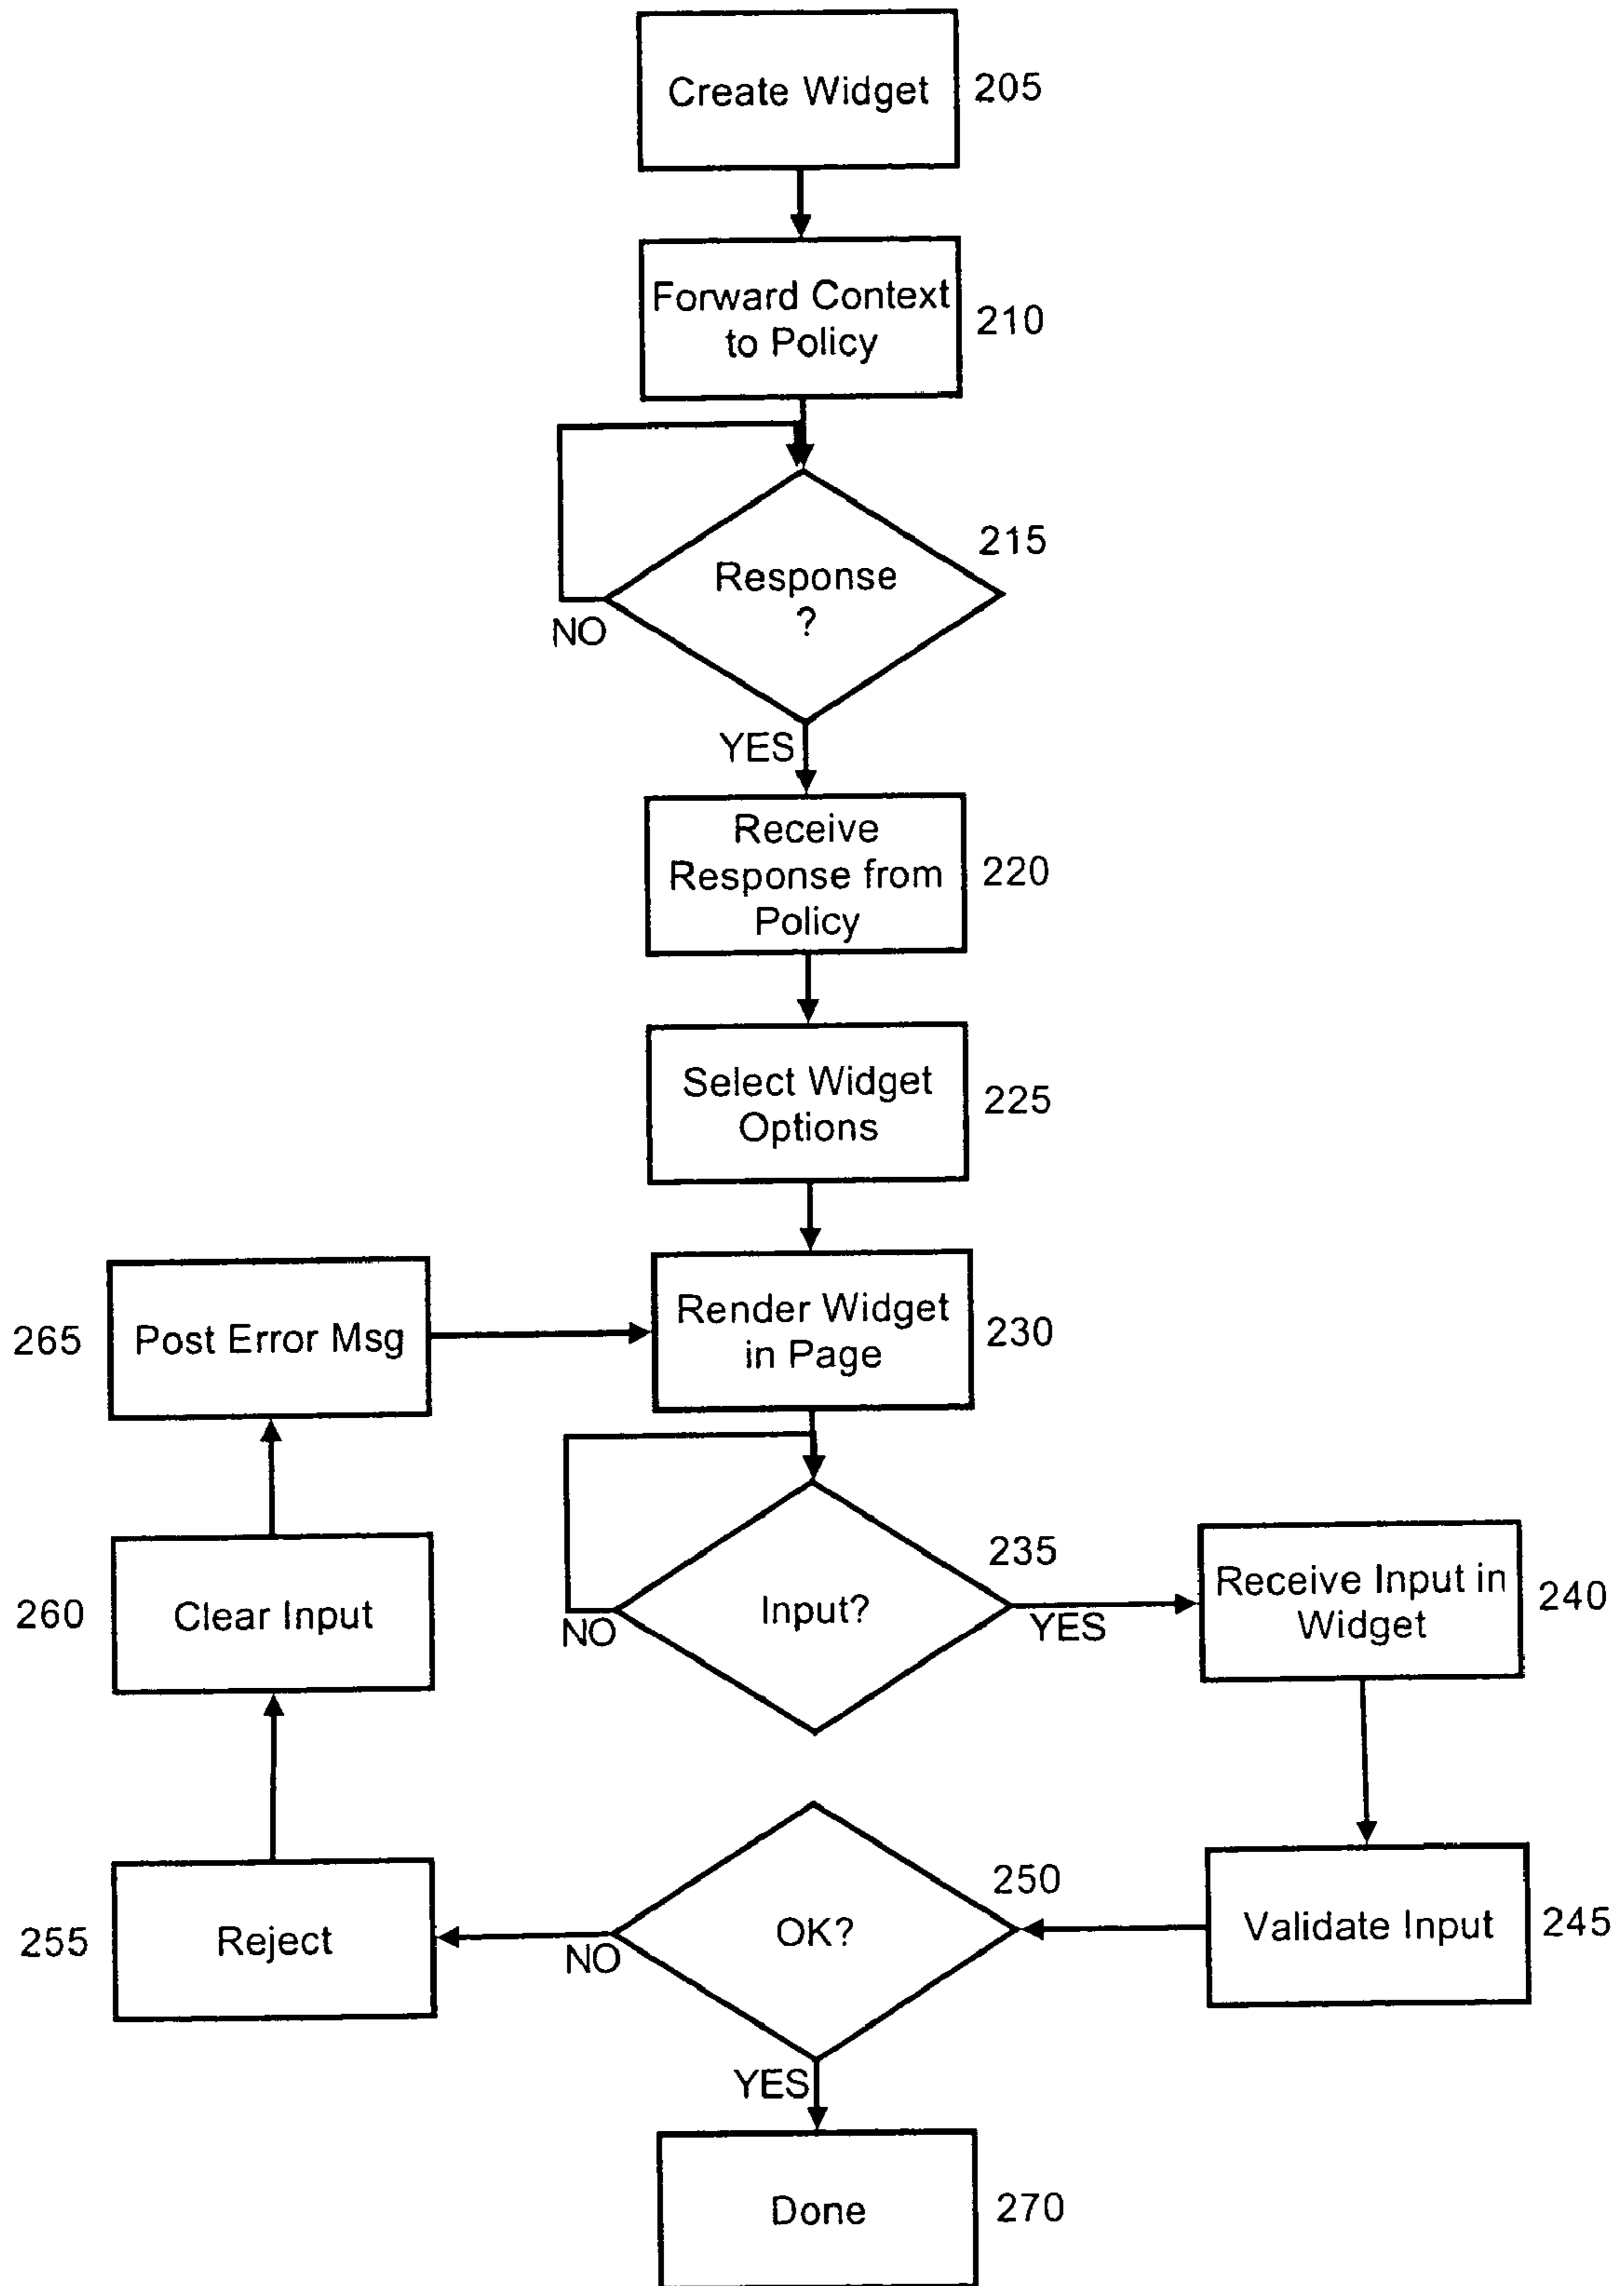 Create Widget
205
Forward Context
to Policy
210
215
Response
?
NO
YES
Receive
Response from
Policy
220
Select Widget
Options
225
265
Post Error Msg
Render Widget
in Page
230
260
Clear Input
235
Input?
NO
YES
Receive Input in
Widget
240
255
Reject
250
OK?
NO
Validate Input
245
YES
Done
270